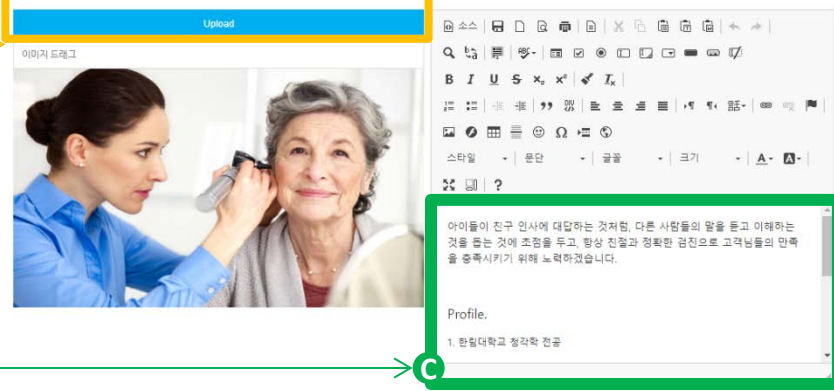 Upload
이미지 드래그
소스
스타일
문단
글꼴
크기
아이들이 친구 인사에 대답하는 것처럼, 다른 사람들의 말을 듣고 이해하는
것을 돕는 것에 초점을 두고, 항상 친절과 정확한 검진으로 고객님들의 만족
을 충족시키기 위해 노력하겠습니다.
Profile.
1. 한림대학교 청각학 전공
C